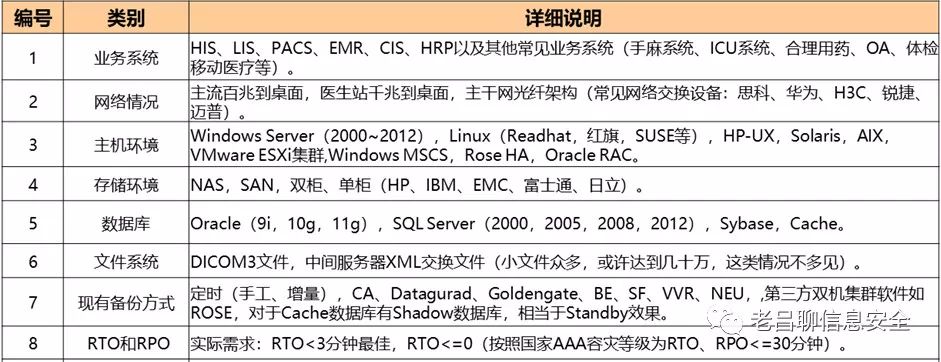 编号 类别 详细说明
1 业务系统 HIS、LIS、PACS、EMR、CIS、HRP以及其他常见业务系统（手麻系统、ICU系统、合理用药、OA、体检
移动医疗等）。
2 网络情况 主流百兆到桌面，医生站千兆到桌面，主干网光纤架构（常见网络交换设备：思科、华为、H3C、锐捷、
迈普）。
3 主机环境 Windows Server（2000~2012），Linux（Readhat，红旗，SUSE等），HP-UX，Solaris，AIX，
VMware ESXi集群,Windows MSCS，Rose HA，Oracle RAC。
4 存储环境 NAS，SAN，双柜、单柜（HP、IBM、EMC、富士通、日立）。
5 数据库 Oracle（9i，10g，11g），SQL Server（2000，2005，2008，2012），Sybase，Cache。
6 文件系统 DICOM3文件，中间服务器XML交换文件（小文件众多，或许达到几十万，这类情况不多见）。
7 现有备份方式 定时（手工、增量），CA、Datagurad、Goldengate、BE、SF、VVR、NEU，,第三方双机集群软件如
ROSE，对于Cache数据库有Shadow数据库，相当于Standby效果。
8 RTO和RPO 实际需求：RTO<3分钟最佳，RTO<=0（按照国家AAA容灾等级为RTO、RPO<=30分钟）。
老吕聊信息安全